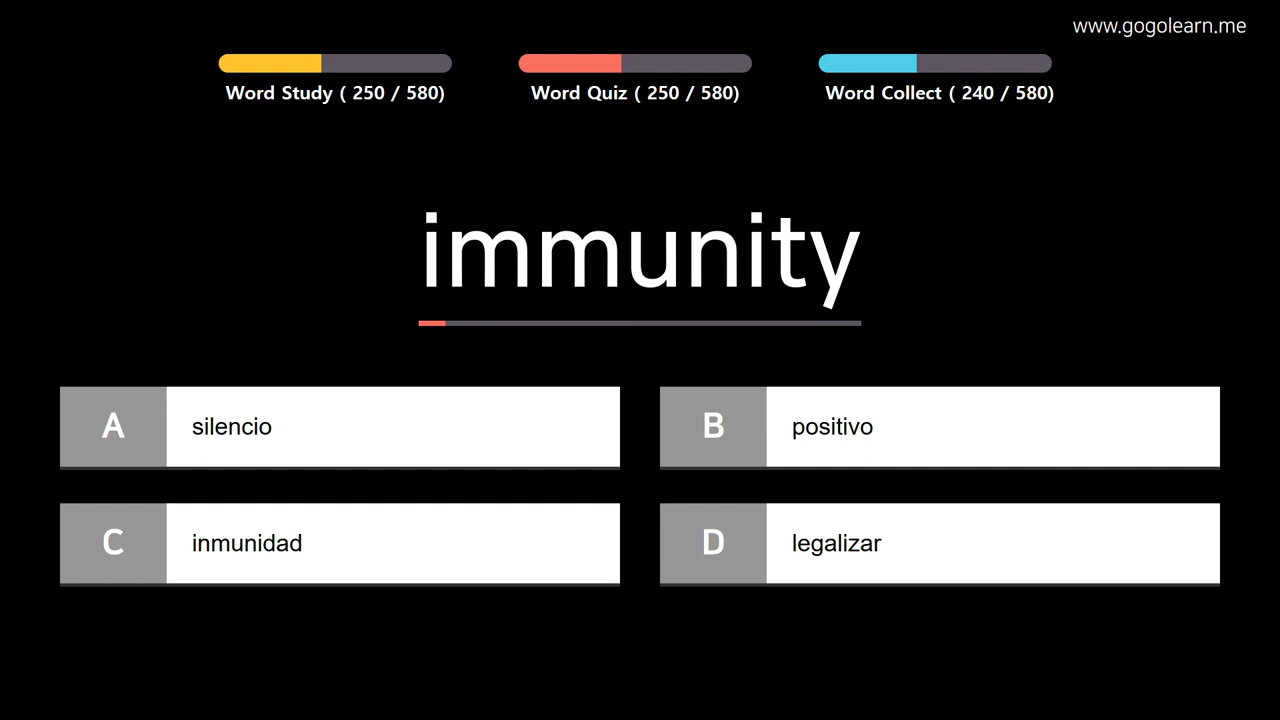 www.gogolearn.me
Word Study ( 250 / 580)
Word Quiz ( 250 / 580)
Word Collect ( 240 / 580)
immunity
A silencio
B positivo
C inmunidad
D legalizar